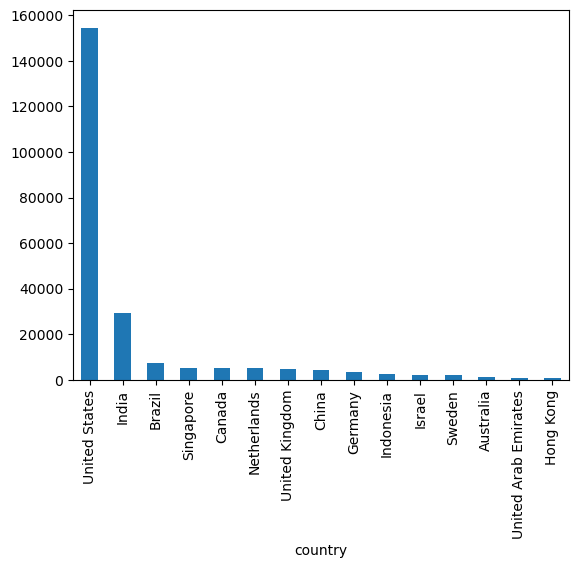 160000
140000
120000
100000
80000
60000
40000
20000
0
United States
India
Brazil
Singapore
Canada
Netherlands
United Kingdom
China
Germany
Indonesia
Israel
Sweden
Australia
United Arab Emirates
Hong Kong
country